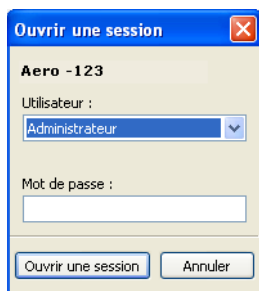 Ouvrir une session
Aero -123
Utilisateur :
Administrateur
Mot de passe :
Ouvrir une session Annuler